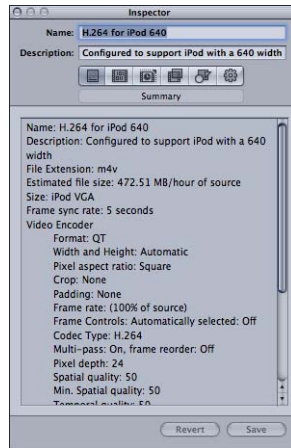 Inspector
Name: H.264 for iPod 640
Description: Configured to support iPod with a 640 width
Summary
Name: H.264 for iPod 640
Description: Configured to support iPod with a 640
width
File Extension: m4v
Estimated file size: 472.51 MB/hour of source
Size: iPod VGA
Frame sync rate: 5 seconds
Video Encoder
Format: QT
Width and Height: Automatic
Pixel aspect ratio: Square
Crop: None
Padding: None
Frame rate: (100% of source)
Frame Controls: Automatically selected: Off
Codec Type: H.264
Multi-pass: On, frame reorder: Off
Pixel depth: 24
Spatial quality: 50
Min. Spatial quality: 50
Temporal quality: 50
Revert Save